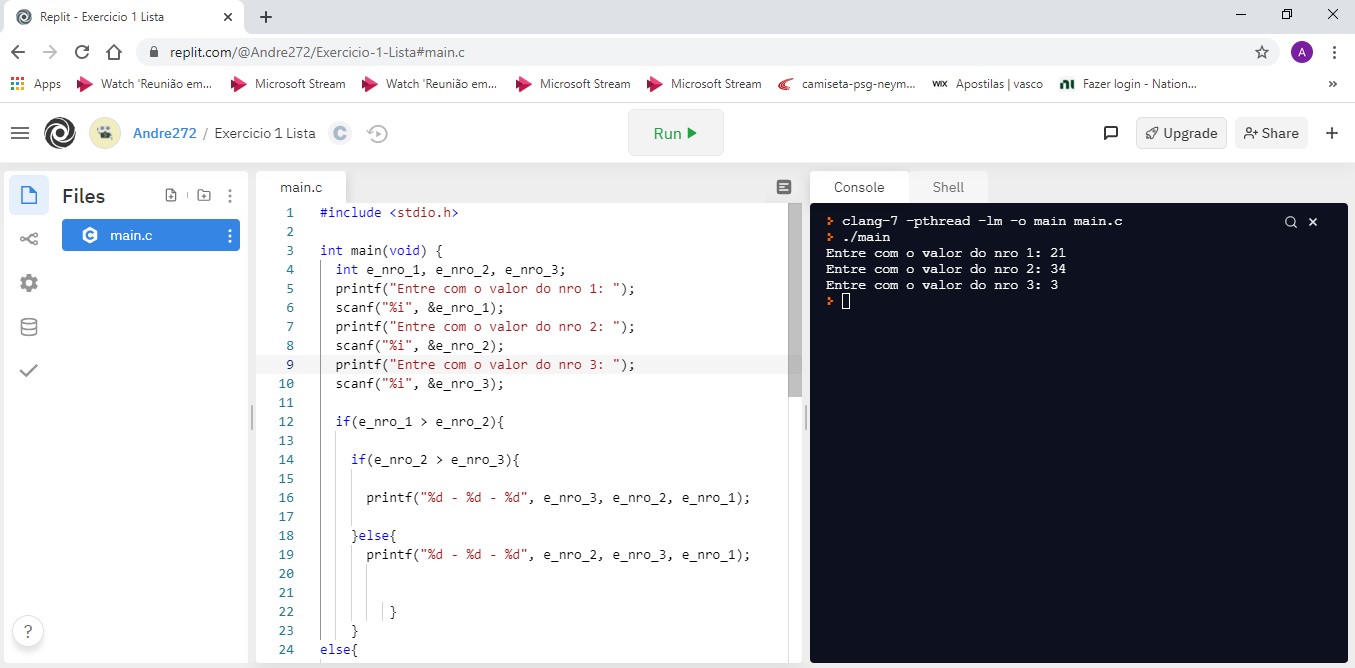 Replit - Exercicio 1 Lista
replit.com/@Andre272/Exercicio-1-Lista#main.c
A
Apps
Watch 'Reunião em...
Microsoft Stream
Watch 'Reunião em...
Microsoft Stream
Microsoft Stream
camiseta-psg-neym...
WIX
Apostilas | vasco
Fazer login - Nation...
»
Andre272 / Exercicio 1 Lista
C
Run
Upgrade
Share
Files
main.c
main.c
1 #include <stdio.h>
2
3 int main(void) {
4 int e_nro_1, e_nro_2, e_nro_3;
5 printf("Entre com o valor do nro 1: ");
6 scanf("%i", &e_nro_1);
7 printf("Entre com o valor do nro 2: ");
8 scanf("%i", &e_nro_2);
9 printf("Entre com o valor do nro 3: ");
10 scanf("%i", &e_nro_3);
11
12 if(e_nro_1 > e_nro_2){
13
14 if(e_nro_2 > e_nro_3){
15
16 printf("%d - %d - %d", e_nro_3, e_nro_2, e_nro_1);
17
18 }else{
19 printf("%d - %d - %d", e_nro_2, e_nro_3, e_nro_1);
20
21
22 }
23 }
24 else{
Console
Shell
clang-7 -pthread -lm -o main main.c
./main
Entre com o valor do nro 1: 21
Entre com o valor do nro 2: 34
Entre com o valor do nro 3: 3
?